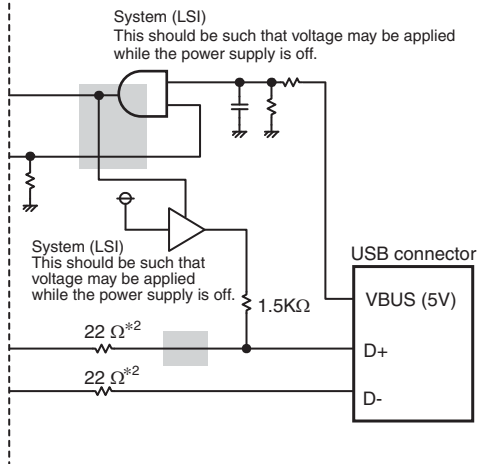 System (LSI)
This should be such that voltage may be applied
while the power supply is off.
System (LSI)
This should be such that
voltage may be applied
while the power supply is off.
USB connector
VBUS (5V)
1.5KΩ
22 Ω*2
D+
22 Ω*2
D-